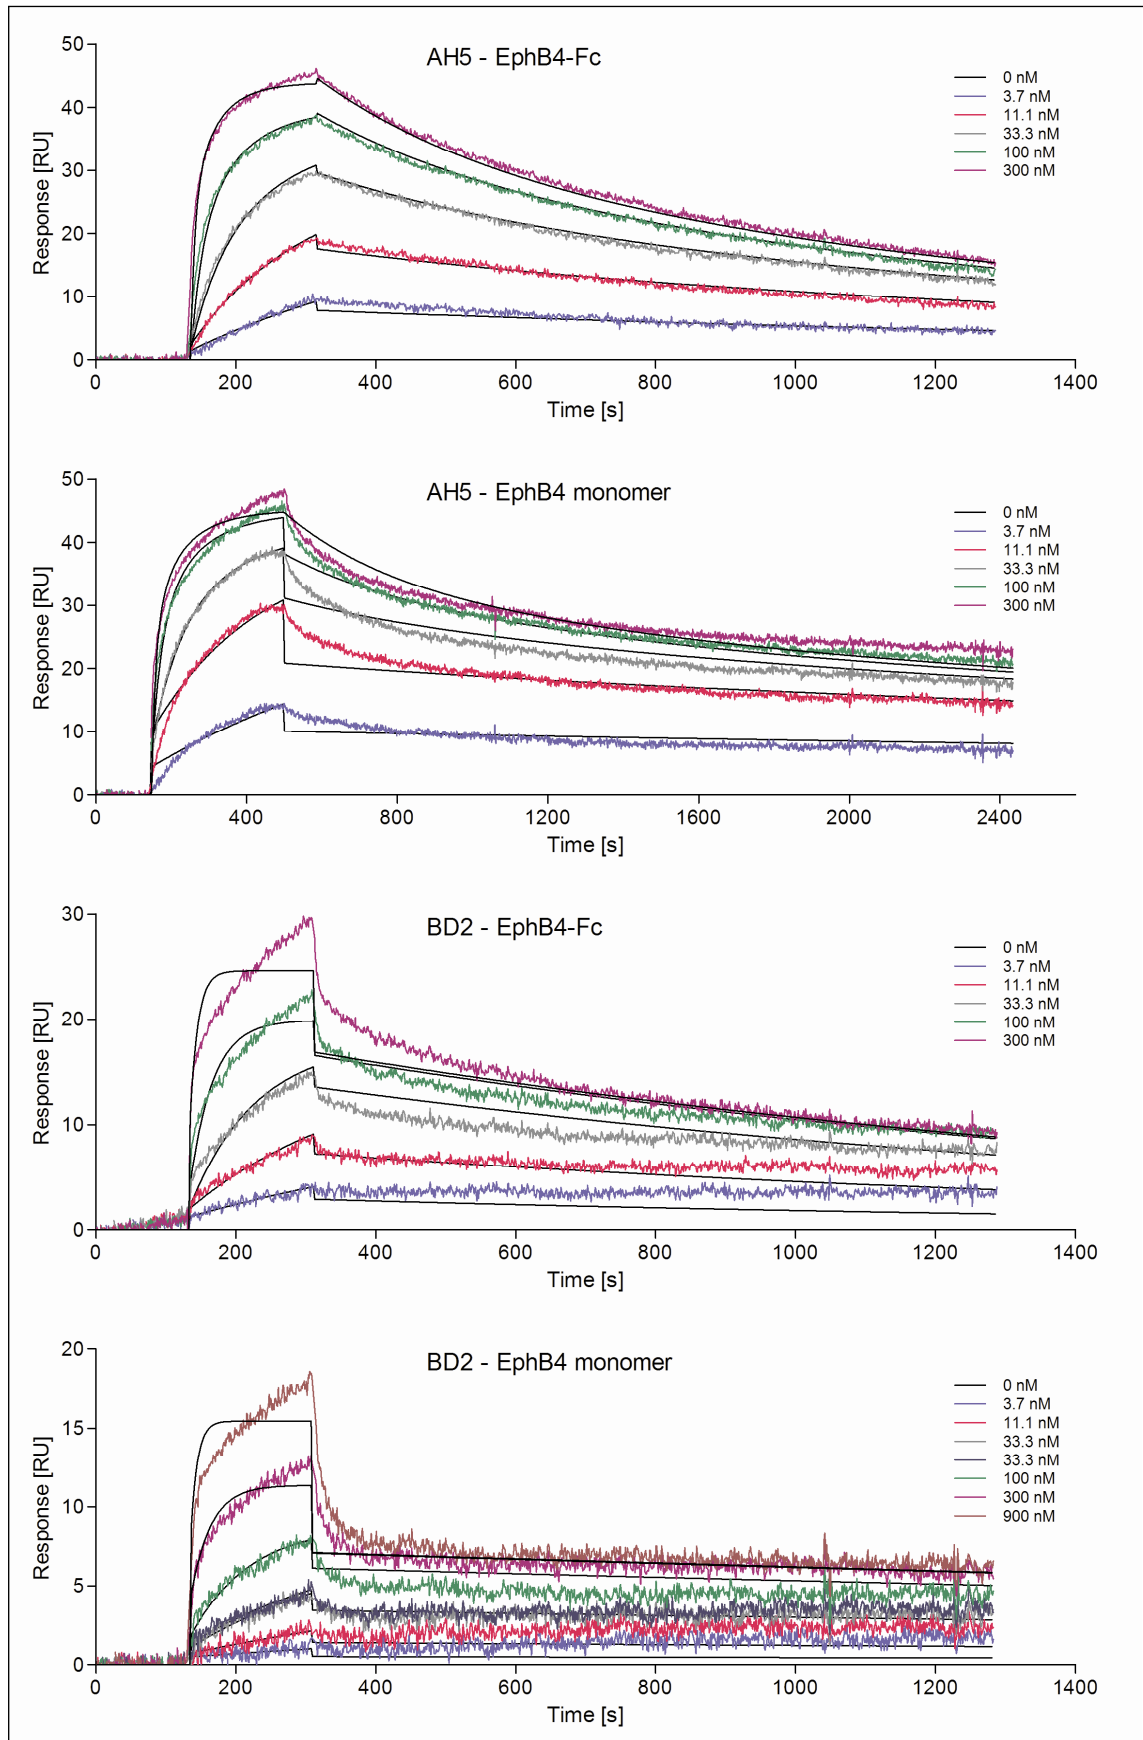 AH5 - EphB4-Fc
Response [RU]
50
40
30
20
10
0
0 200 400 600 800 1000 1200 1400
Time [s]
0 nM
3.7 nM
11.1 nM
33.3 nM
100 nM
300 nM
AH5 - EphB4 monomer
Response [RU]
50
40
30
20
10
0
0 400 800 1200 1600 2000 2400
Time [s]
0 nM
3.7 nM
11.1 nM
33.3 nM
100 nM
300 nM
BD2 - EphB4-Fc
Response [RU]
30
20
10
0
0 200 400 600 800 1000 1200 1400
Time [s]
0 nM
3.7 nM
11.1 nM
33.3 nM
100 nM
300 nM
BD2 - EphB4 monomer
Response [RU]
20
15
10
5
0
0 200 400 600 800 1000 1200 1400
Time [s]
0 nM
3.7 nM
11.1 nM
33.3 nM
33.3 nM
100 nM
300 nM
900 nM